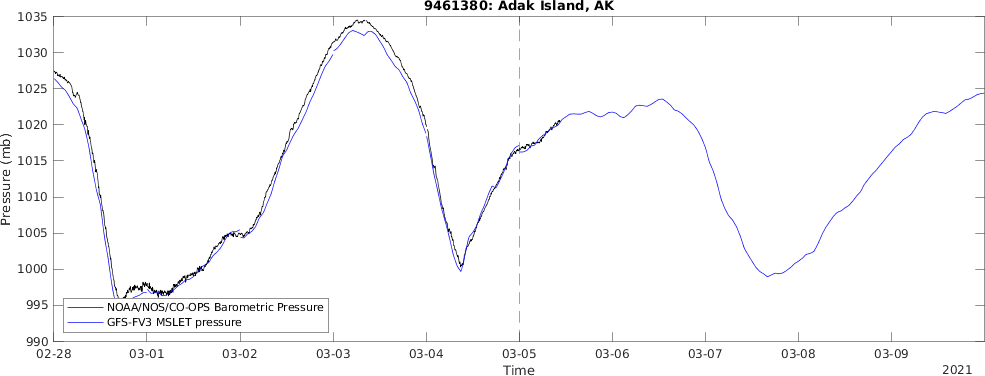 9461380: Adak Island, AK
Pressure (mb)
1035
1030
1025
1020
1015
1010
1005
1000
995
990
NOAA/NOS/CO-OPS Barometric Pressure
GFS-FV3 MSLET pressure
02-28 03-01 03-02 03-03 03-04 03-05 03-06 03-07 03-08 03-09
Time
2021